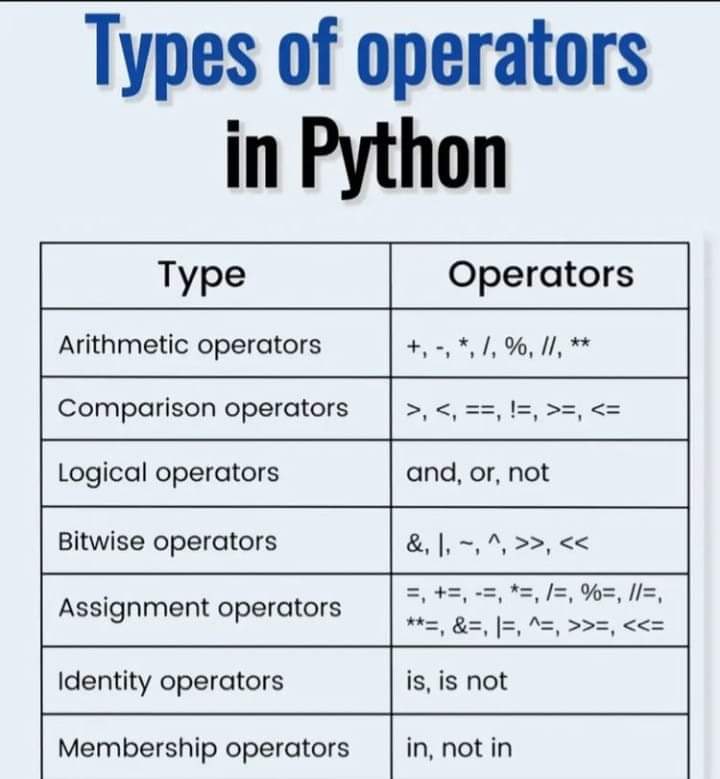 Types of operators
in Python
Type Operators
Arithmetic operators +, -, *, /, %, //, **
Comparison operators >, <, ==, !=, >=, <=
Logical operators and, or, not
Bitwise operators &, |, ~, ^, >>, <<
Assignment operators =, +=, -=, *=, /=, %=, //=,
**=, &=, |=, ^=, >>=, <<=
Identity operators is, is not
Membership operators in, not in